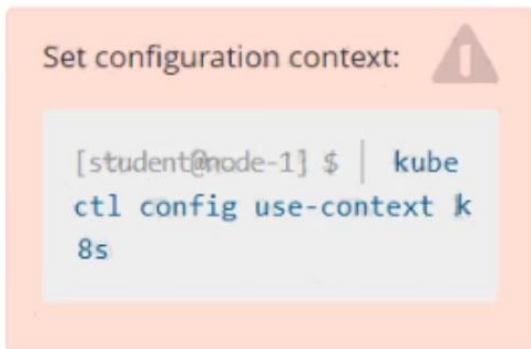 Set configuration context:
[student@node-1] $ | kube
ctl config use-context k
8s